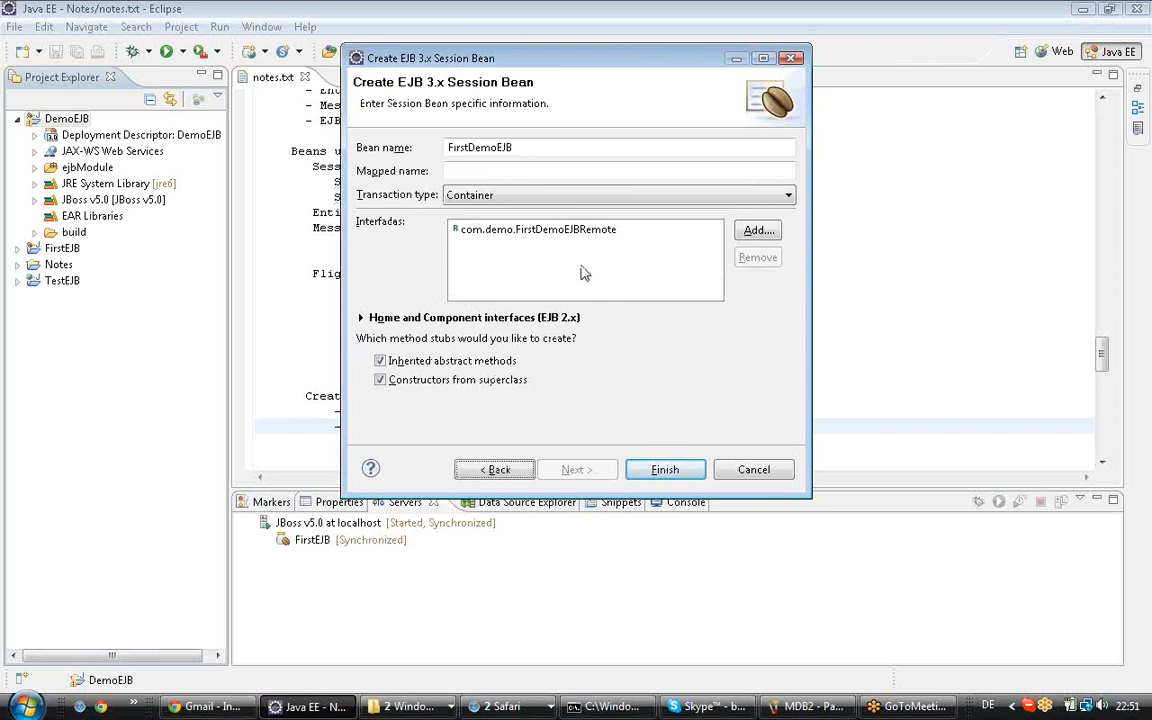 Java EE - Notes/notes.txt - Eclipse
File Edit Navigate Search Project Run Window Help
Web Java EE
Project Explorer
notes.txt
DemoEJB
Deployment Descriptor: DemoEJB
JAX-WS Web Services
ejbModule
JRE System Library [jre6]
JBoss v5.0 [JBoss v5.0]
EAR Libraries
build
FirstEJB
Notes
TestEJB
- Mes
- EJB
Beans u
Sess
Enti
Mess
Fligh
Create
Create EJB 3.x Session Bean
Create EJB 3.x Session Bean
Enter Session Bean specific information.
Bean name: FirstDemoEJB
Mapped name:
Transaction type: Container
Interfaces:
R com.demo.FirstDemoEJBRemote
Add....
Remove
Home and Component interfaces (EJB 2.x)
Which method stubs would you like to create?
Inherited abstract methods
Constructors from superclass
? < Back Next > Finish Cancel
Markers Properties Servers Data Source Explorer Snippets Console
JBoss v5.0 at localhost [Started, Synchronized]
FirstEJB [Synchronized]
DemoEJB
» Gmail - In... Java EE - N... 2 Windo... 2 Safari C:\Windo... Skype™ - b... MDB2 - Pa... GoToMeeti... DE 22:51